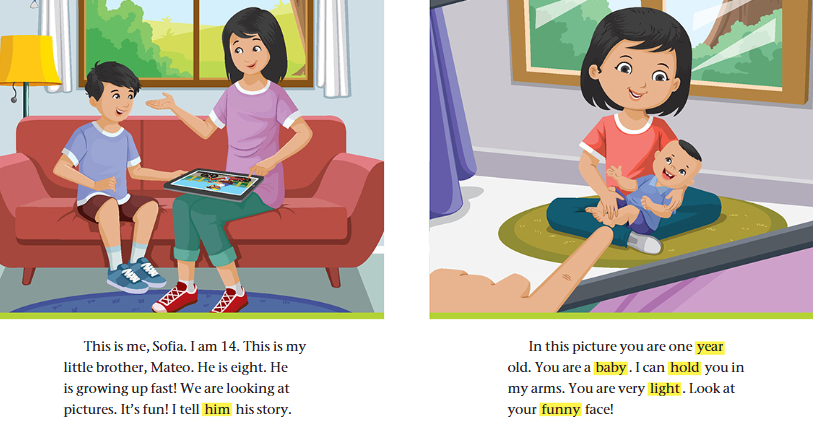 This is me, Sofia. I am 14. This is my
little brother, Mateo. He is eight. He
is growing up fast! We are looking at
pictures. It’s fun! I tell him his story.
In this picture you are one year
old. You are a baby. I can hold you in
my arms. You are very light. Look at
your funny face!